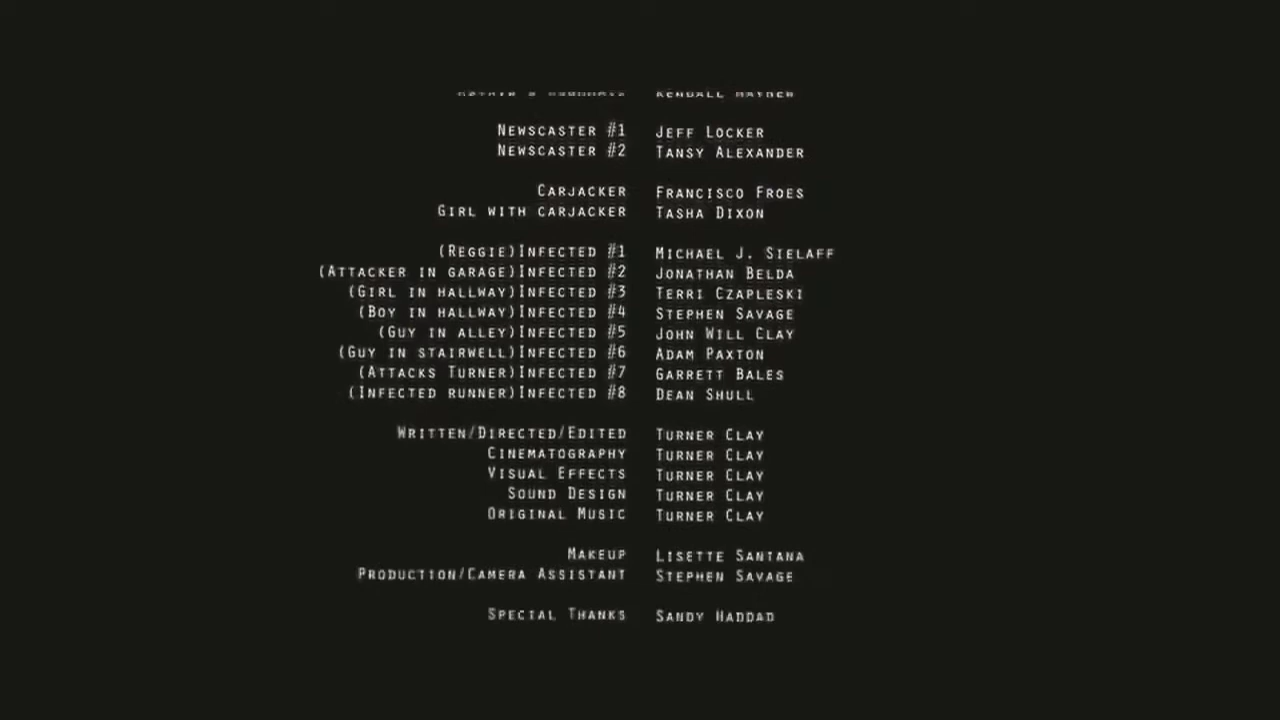 Kendall Hayden
Newscaster #1 Jeff Locker
Newscaster #2 Tansy Alexander
Carjacker Francisco Froes
Girl with carjacker Tasha Dixon
(Reggie)Infected #1 Michael J. Sielaff
(Attacker in garage)Infected #2 Jonathan Belda
(Girl in hallway)Infected #3 Terri Czapleski
(Boy in hallway)Infected #4 Stephen Savage
(Guy in alley)Infected #5 John Will Clay
(Guy in stairwell)Infected #6 Adam Paxton
(Attacks Turner)Infected #7 Garrett Bales
(Infected runner)Infected #8 Dean Shull
Written/Directed/Edited Turner Clay
Cinematography Turner Clay
Visual Effects Turner Clay
Sound Design Turner Clay
Original Music Turner Clay
Makeup Lisette Santana
Production/Camera Assistant Stephen Savage
Special Thanks Sandy Haddad